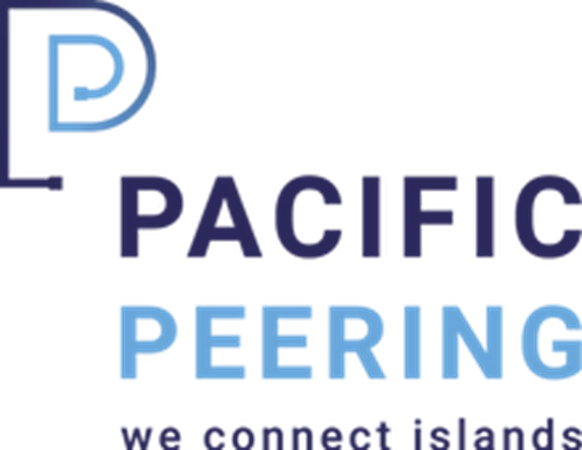 PACIFIC
PEERING
we connect islands